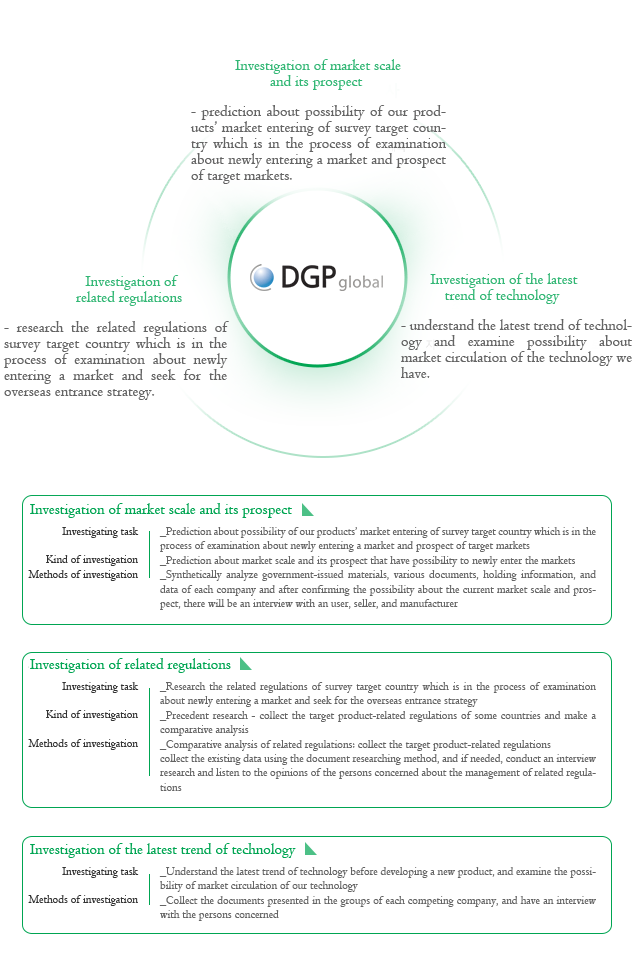 Investigation of market scale
and its prospect
- prediction about possibility of our prod-
ucts' market entering of survey target coun-
try which is in the process of examination
about newly entering a market and prospect
of target markets.
DGP global
Investigation of
related regulations
- research the related regulations of
survey target country which is in the
process of examination about newly
entering a market and seek for the
overseas entrance strategy.
Investigation of the latest
trend of technology
- understand the latest trend of technol-
ogy and examine possibility about
market circulation of the technology we
have.
Investigation of market scale and its prospect
Investigating task
_Prediction about possibility of our products' market entering of survey target country which is in the
process of examination about newly entering a market and prospect of target markets
Kind of investigation
_Prediction about market scale and its prospect that have possibility to newly enter the markets
Methods of investigation
_Synthetically analyze government-issued materials, various documents, holding information, and
data of each company and after confirming the possibility about the current market scale and pros-
pect, there will be an interview with an user, seller, and manufacturer
Investigation of related regulations
Investigating task
_Research the related regulations of survey target country which is in the process of examination
about newly entering a market and seek for the overseas entrance strategy
Kind of investigation
_Precedent research - collect the target product-related regulations of some countries and make a
comparative analysis
Methods of investigation
_Comparative analysis of related regulations: collect the target product-related regulations
collect the existing data using the document researching method, and if needed, conduct an interview
research and listen to the opinions of the persons concerned about the management of related regula-
tions
Investigation of the latest trend of technology
Investigating task
_Understand the latest trend of technology before developing a new product, and examine the possi-
bility of market circulation of our technology
Methods of investigation
_Collect the documents presented in the groups of each competing company, and have an interview
with the persons concerned